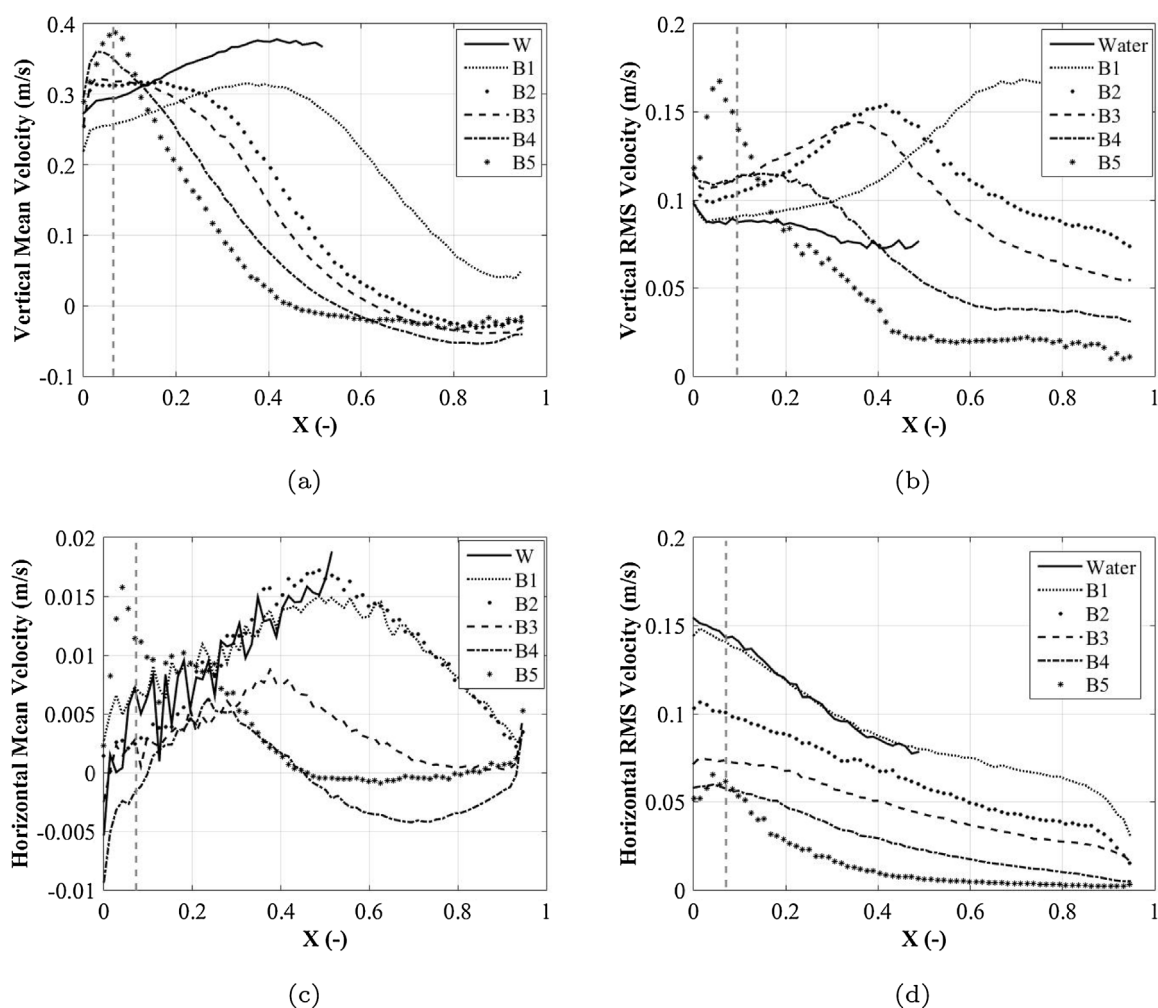 0.4
0.3
0.2
0.1
0
-0.1
Vertical Mean Velocity (m/s)
0
0.2
0.4
0.6
0.8
1
X (-)
W
B1
B2
B3
B4
B5
(a)
0.2
0.15
0.1
0.05
0
Vertical RMS Velocity (m/s)
0
0.2
0.4
0.6
0.8
1
X (-)
Water
B1
B2
B3
B4
B5
(b)
0.02
0.015
0.01
0.005
0
-0.005
-0.01
Horizontal Mean Velocity (m/s)
0
0.2
0.4
0.6
0.8
1
X (-)
W
B1
B2
B3
B4
B5
(c)
0.2
0.15
0.1
0.05
0
Horizontal RMS Velocity (m/s)
0
0.2
0.4
0.6
0.8
1
X (-)
Water
B1
B2
B3
B4
B5
(d)